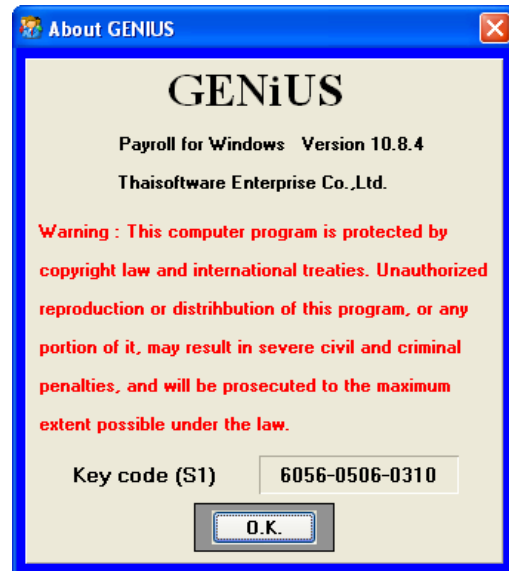 About GENIUS
GENiUS
Payroll for Windows Version 10.8.4
Thaisoftware Enterprise Co.,Ltd.
Warning : This computer program is protected by
copyright law and international treaties. Unauthorized
reproduction or distrihbution of this program, or any
portion of it, may result in severe civil and criminal
penalties, and will be prosecuted to the maximum
extent possible under the law.
Key code (S1) 6056-0506-0310
O.K.